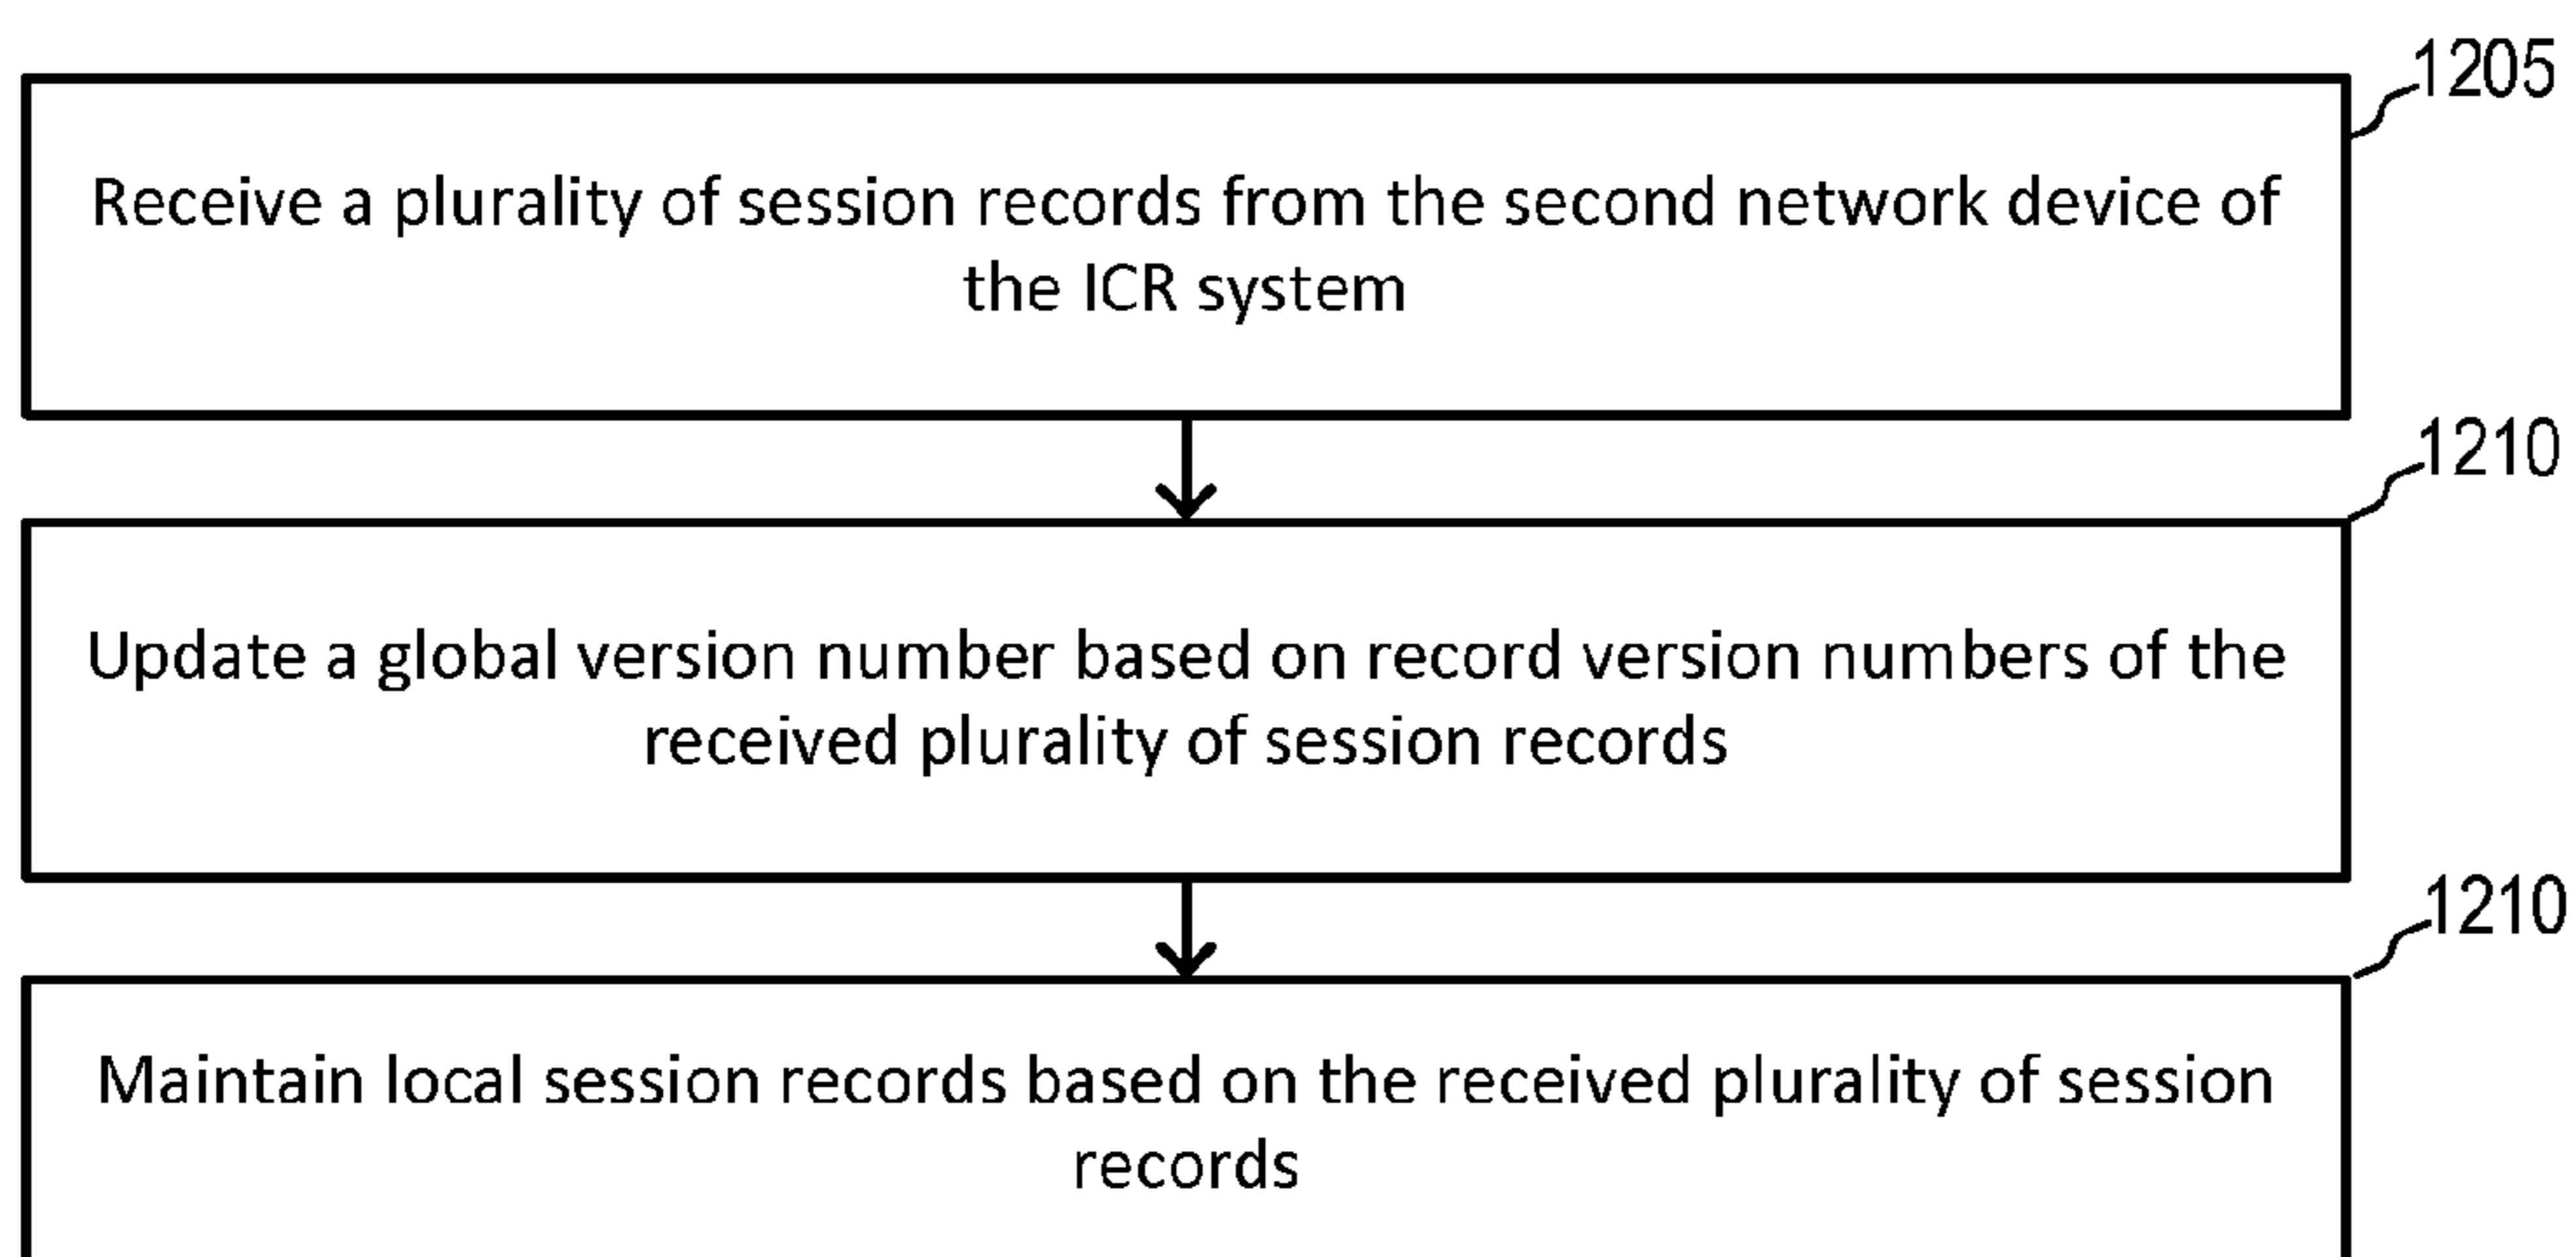 1205
Receive a plurality of session records from the second network device of
the ICR system
1210
Update a global version number based on record version numbers of the
received plurality of session records
1210
Maintain local session records based on the received plurality of session
records